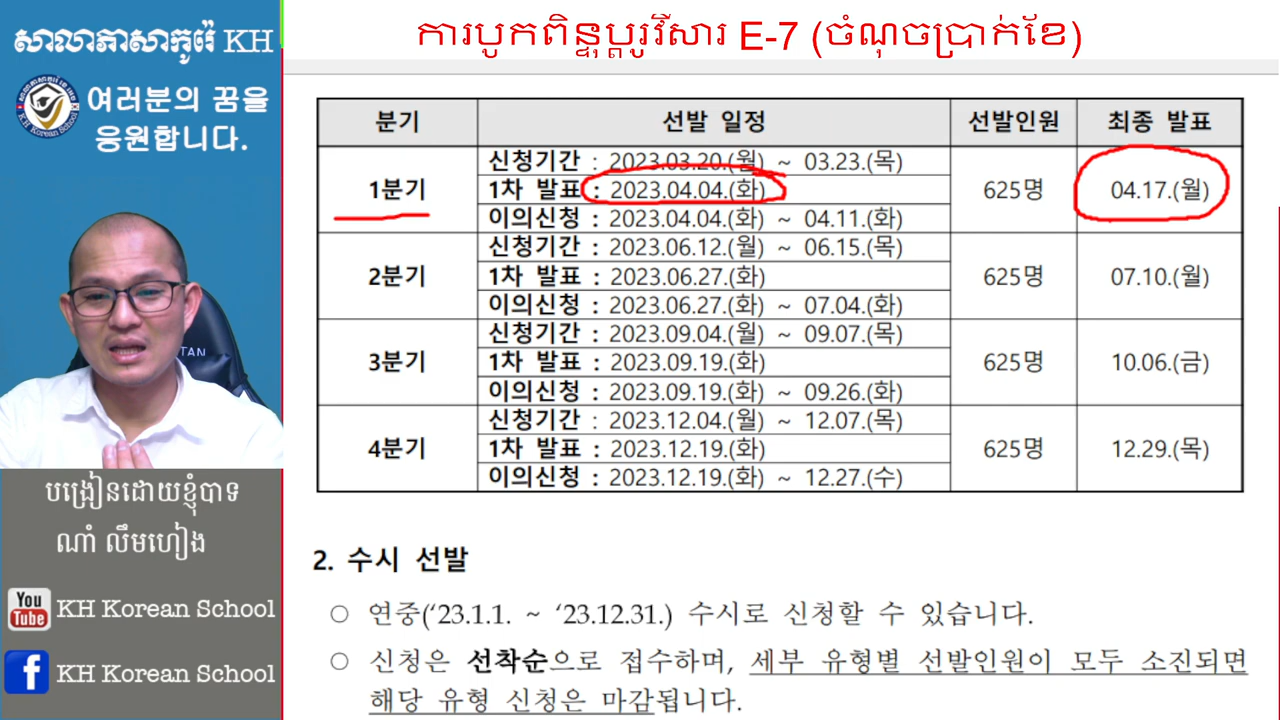 សាលាភាសាកូរ៉េ KH
여러분의 꿈을
응원합니다.
ការបូកពិន្ទុប្តូរវីសារ E-7 (ចំណុចប្រាក់ខែ)
분기 선발 일정 선발인원 최종 발표
1분기
신청기간 : 2023.03.20.(월) ~ 03.23.(목)
1차 발표 : 2023.04.04.(화)
이의신청 : 2023.04.04.(화) ~ 04.11.(화)
625명
04.17.(월)
2분기
신청기간 : 2023.06.12.(월) ~ 06.15.(목)
1차 발표 : 2023.06.27.(화)
이의신청 : 2023.06.27.(화) ~ 07.04.(화)
625명
07.10.(월)
3분기
신청기간 : 2023.09.04.(월) ~ 09.07.(목)
1차 발표 : 2023.09.19.(화)
이의신청 : 2023.09.19.(화) ~ 09.26.(화)
625명
10.06.(금)
4분기
신청기간 : 2023.12.04.(월) ~ 12.07.(목)
1차 발표 : 2023.12.19.(화)
이의신청 : 2023.12.19.(화) ~ 12.27.(수)
625명
12.29.(목)
2. 수시 선발
○ 연중(‘23.1.1. ~ ‘23.12.31.) 수시로 신청할 수 있습니다.
○ 신청은 선착순으로 접수하며, 세부 유형별 선발인원이 모두 소진되면
해당 유형 신청은 마감됩니다.
បង្រៀនដោយខ្ញុំបាទ
ណាំ លឹមហៀង
You Tube KH Korean School
f KH Korean School